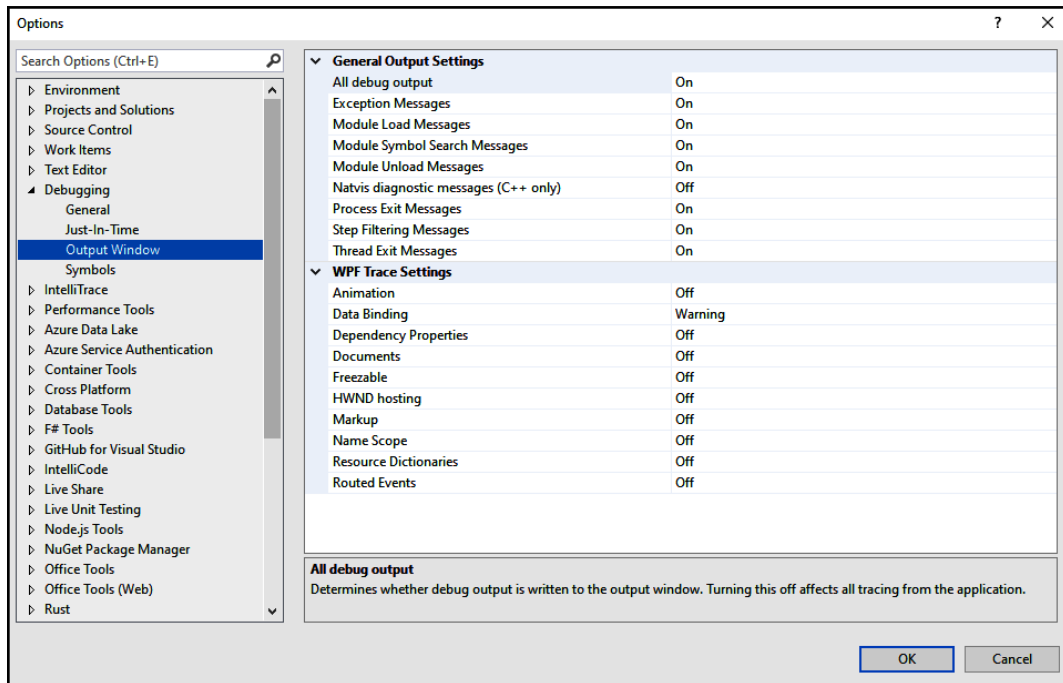 Options
?
Search Options (Ctrl+E)
Environment
Projects and Solutions
Source Control
Work Items
Text Editor
Debugging
General
Just-In-Time
Output Window
Symbols
IntelliTrace
Performance Tools
Azure Data Lake
Azure Service Authentication
Container Tools
Cross Platform
Database Tools
F# Tools
GitHub for Visual Studio
IntelliCode
Live Share
Live Unit Testing
Node.js Tools
NuGet Package Manager
Office Tools
Office Tools (Web)
Rust
General Output Settings
All debug output On
Exception Messages On
Module Load Messages On
Module Symbol Search Messages On
Module Unload Messages On
Natvis diagnostic messages (C++ only) Off
Process Exit Messages On
Step Filtering Messages On
Thread Exit Messages On
WPF Trace Settings
Animation Off
Data Binding Warning
Dependency Properties Off
Documents Off
Freezable Off
HWND hosting Off
Markup Off
Name Scope Off
Resource Dictionaries Off
Routed Events Off
All debug output
Determines whether debug output is written to the output window. Turning this off affects all tracing from the application.
OK Cancel